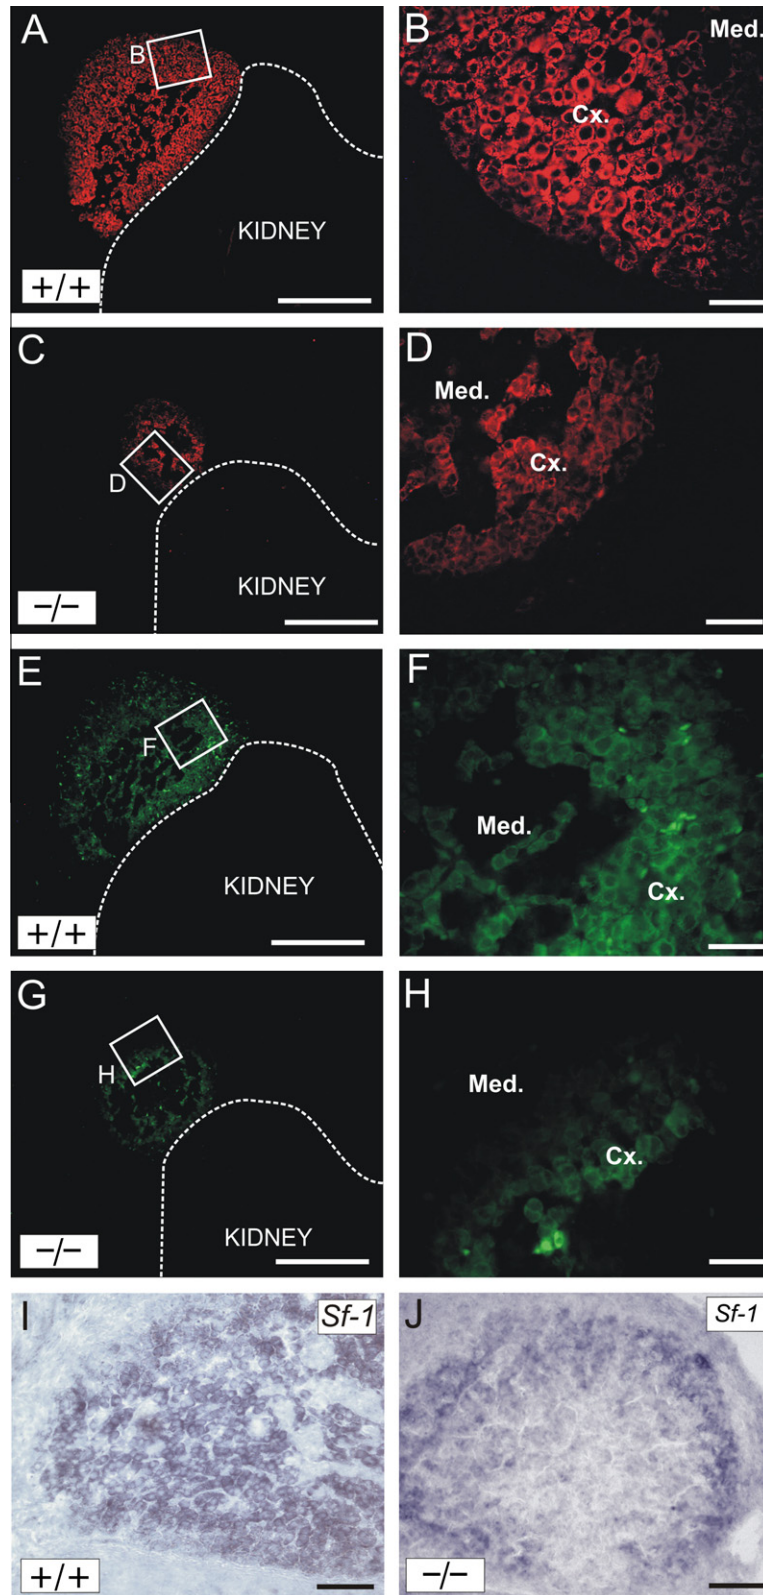 A
B
KIDNEY
+/+
B
Med.
Cx.
C
D
KIDNEY
−/−
D
Med.
Cx.
E
F
KIDNEY
+/+
F
Med.
Cx.
G
H
KIDNEY
−/−
H
Med.
Cx.
I
Sf-1
+/+
J
Sf-1
−/−